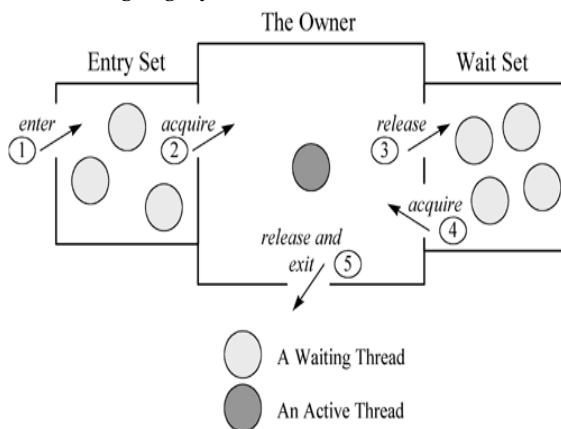 The Owner
Entry Set
Wait Set
enter
1
acquire
2
release
3
acquire
4
release and
exit
5
A Waiting Thread
An Active Thread